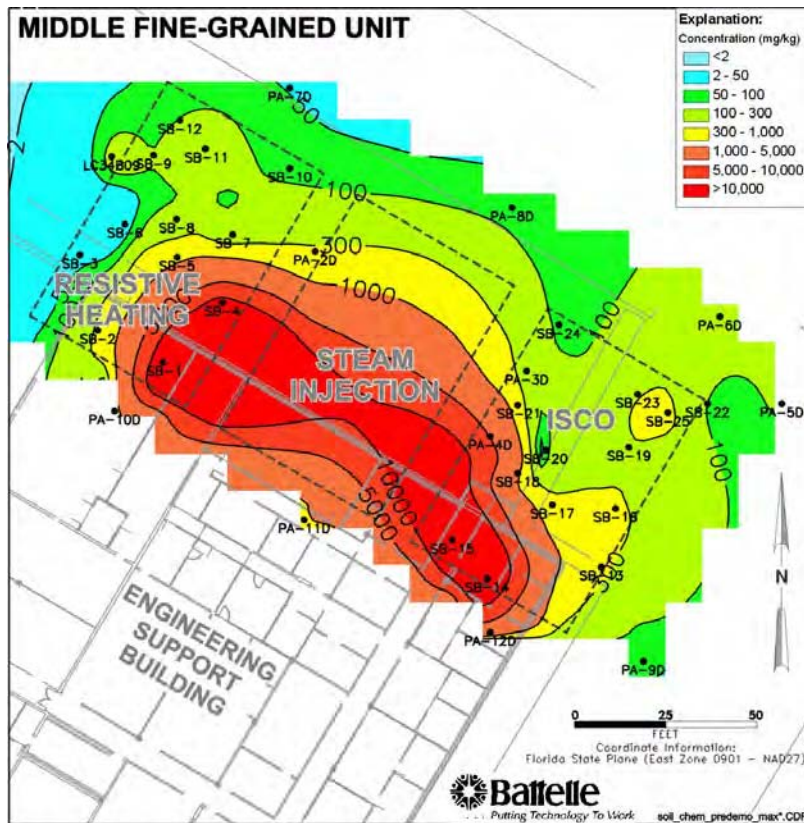 MIDDLE FINE-GRAINED UNIT
Explanation:
Concentration (mg/kg)
<2
2 - 50
50 - 100
100 - 300
300 - 1,000
1,000 - 5,000
5,000 - 10,000
>10,000
PA-7D
50
SB-12
2
LC34B09
SB-9
SB-11
SB-10
100
PA-8D
SB-6
SB-8
SB-7
300
PA-2D
SB-3
SB-5
1000
RESISTIVE
HEATING
SB-4
SB-24
PA-6D
SB-2
STEAM
INJECTION
SB-1
PA-3D
SB-23
SB-22
PA-5D
SB-21
SB-25
PA-10D
ISCO
PA-4D
SB-20
SB-19
100
SB-18
10000
5000
SB-17
SB-16
PA-11D
SB-15
SB-13
300
SB-14
N
PA-12D
PA-9D
ENGINEERING
SUPPORT
BUILDING
0 25 50
FEET
Coordinate Information:
Florida State Plane (East Zone 0901 - NAD27)
Battelle
Putting Technology To Work
soil_chem_predemo_max*.CDR